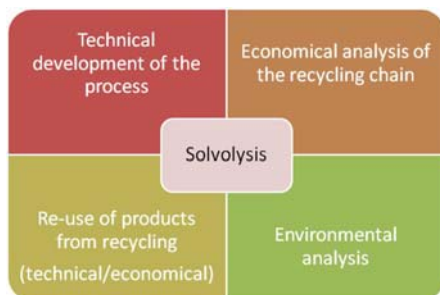 Technical
development of the
process
Economical analysis of
the recycling chain
Solvolysis
Re-use of products
from recycling
(technical/economical)
Environmental
analysis